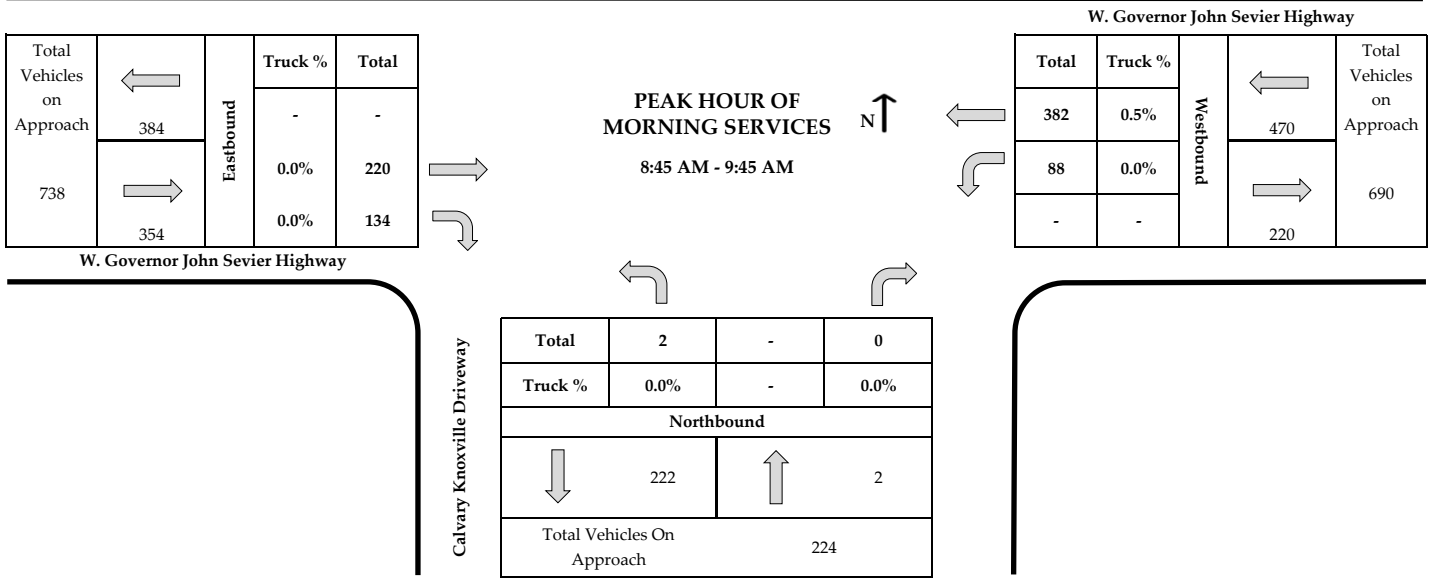 W. Governor John Sevier Highway
Total
Vehicles
on
Approach
738
384
354
Eastbound
Truck % Total
- -
0.0% 220
0.0% 134
W. Governor John Sevier Highway
PEAK HOUR OF
MORNING SERVICES
N
8:45 AM - 9:45 AM
Total Truck %
382 0.5%
88 0.0%
- -
Westbound
470
220
Total
Vehicles
on
Approach
690
Calvary Knoxville Driveway
Total 2 - 0
Truck % 0.0% - 0.0%
Northbound
222 2
Total Vehicles On
Approach
224